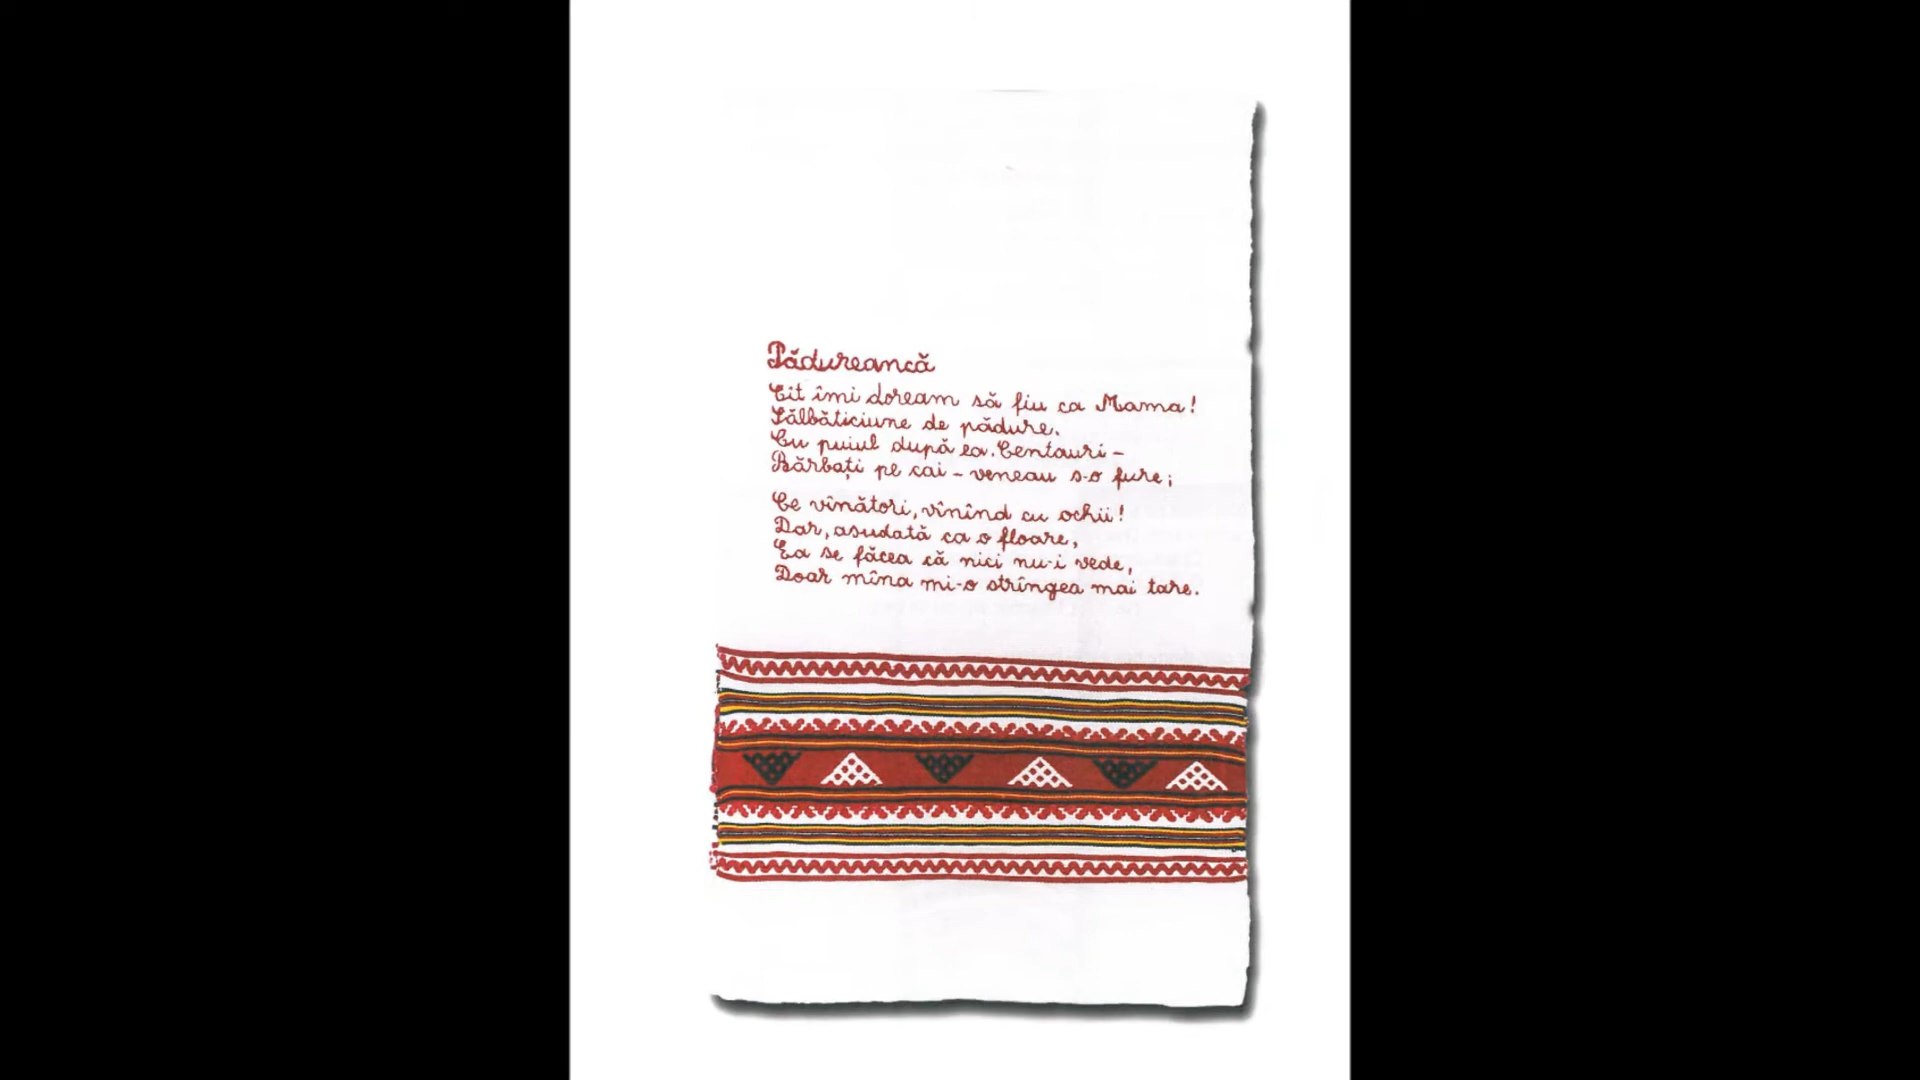 Pădureancă
Cît îmi doream să fiu ca Mama!
Sălbăticiune de pădure.
Cu puiul după ea. Centauri –
Bărbați pe cai – veneau s-o fure;
Ce vînători, vînînd cu ochii!
Dar, asudată ca o floare,
Ea se făcea că nici nu-i vede,
Doar mîna mi-o strîngea mai tare.